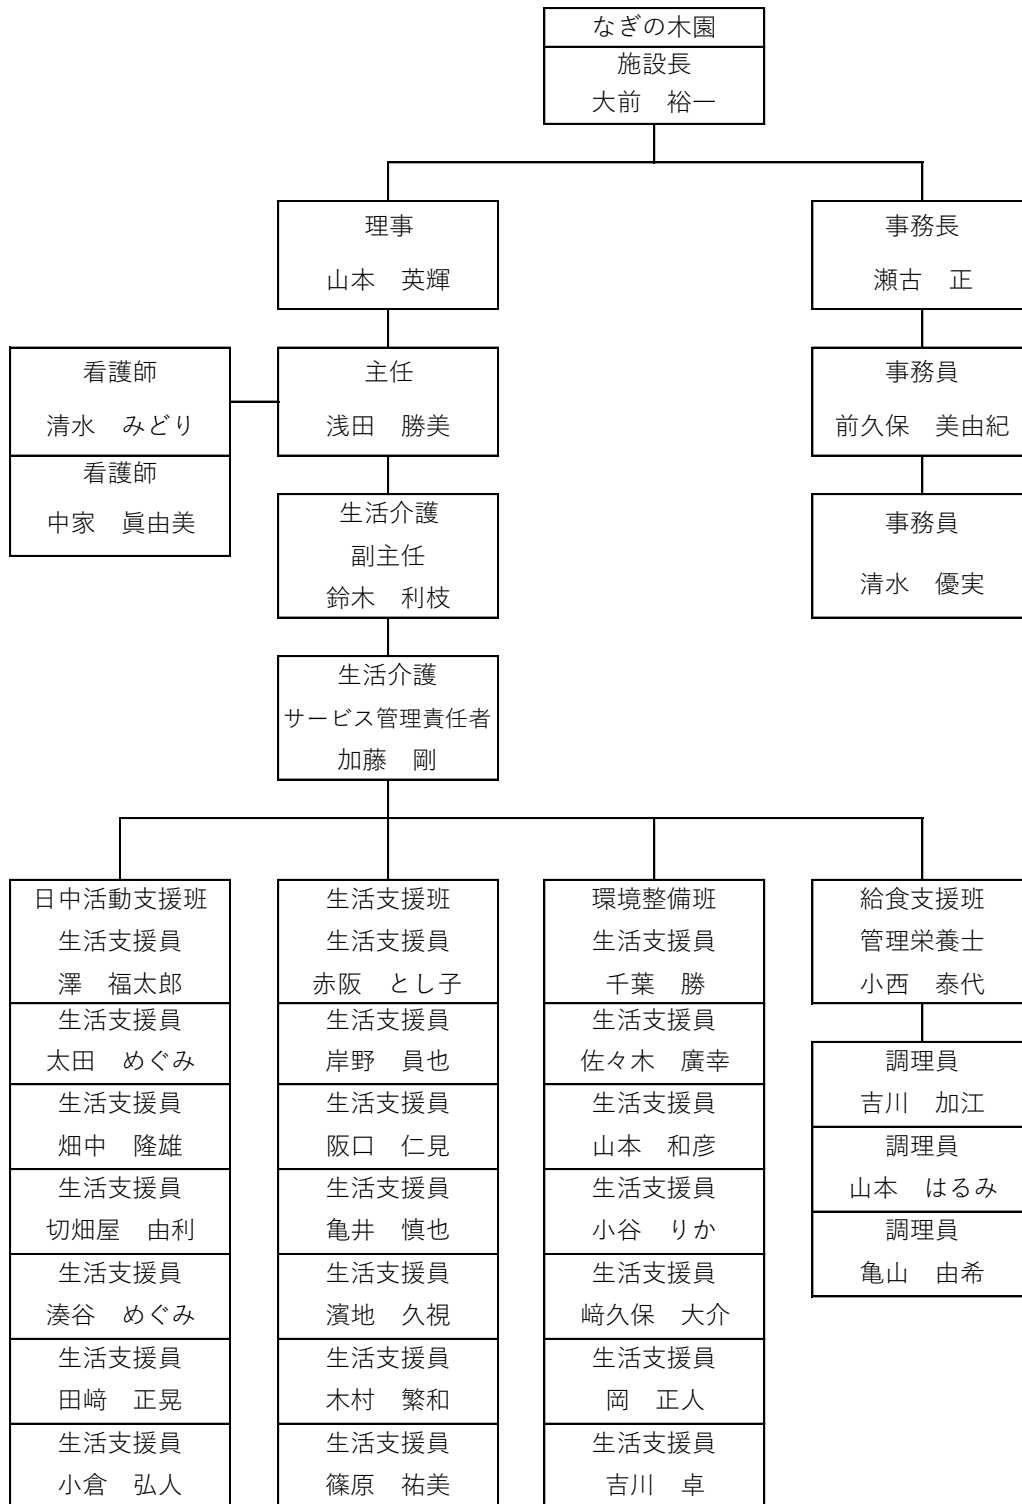 なぎの木園
施設長
大前　裕一
理事
山本　英輝
事務長
瀬古　正
看護師
清水　みどり
看護師
中家　眞由美
主任
浅田　勝美
事務員
前久保　美由紀
生活介護
副主任
鈴木　利枝
事務員
清水　優実
生活介護
サービス管理責任者
加藤　剛
日中活動支援班
生活支援員
澤　福太郎
生活支援員
太田　めぐみ
生活支援員
畑中　隆雄
生活支援員
切畑屋　由利
生活支援員
湊谷　めぐみ
生活支援員
田﨑　正晃
生活支援員
小倉　弘人
生活支援班
生活支援員
赤阪　とし子
生活支援員
岸野　員也
生活支援員
阪口　仁見
生活支援員
亀井　慎也
生活支援員
濱地　久視
生活支援員
木村　繁和
生活支援員
篠原　祐美
環境整備班
生活支援員
千葉　勝
生活支援員
佐々木　廣幸
生活支援員
山本　和彦
生活支援員
小谷　りか
生活支援員
﨑久保　大介
生活支援員
岡　正人
生活支援員
吉川　卓
給食支援班
管理栄養士
小西　泰代
調理員
吉川　加江
調理員
山本　はるみ
調理員
亀山　由希